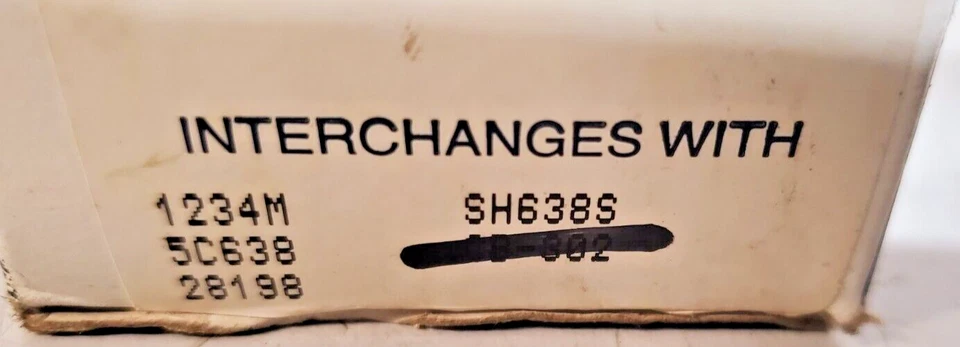 INTERCHANGES WITH
1234M SH638S
5C638
28198